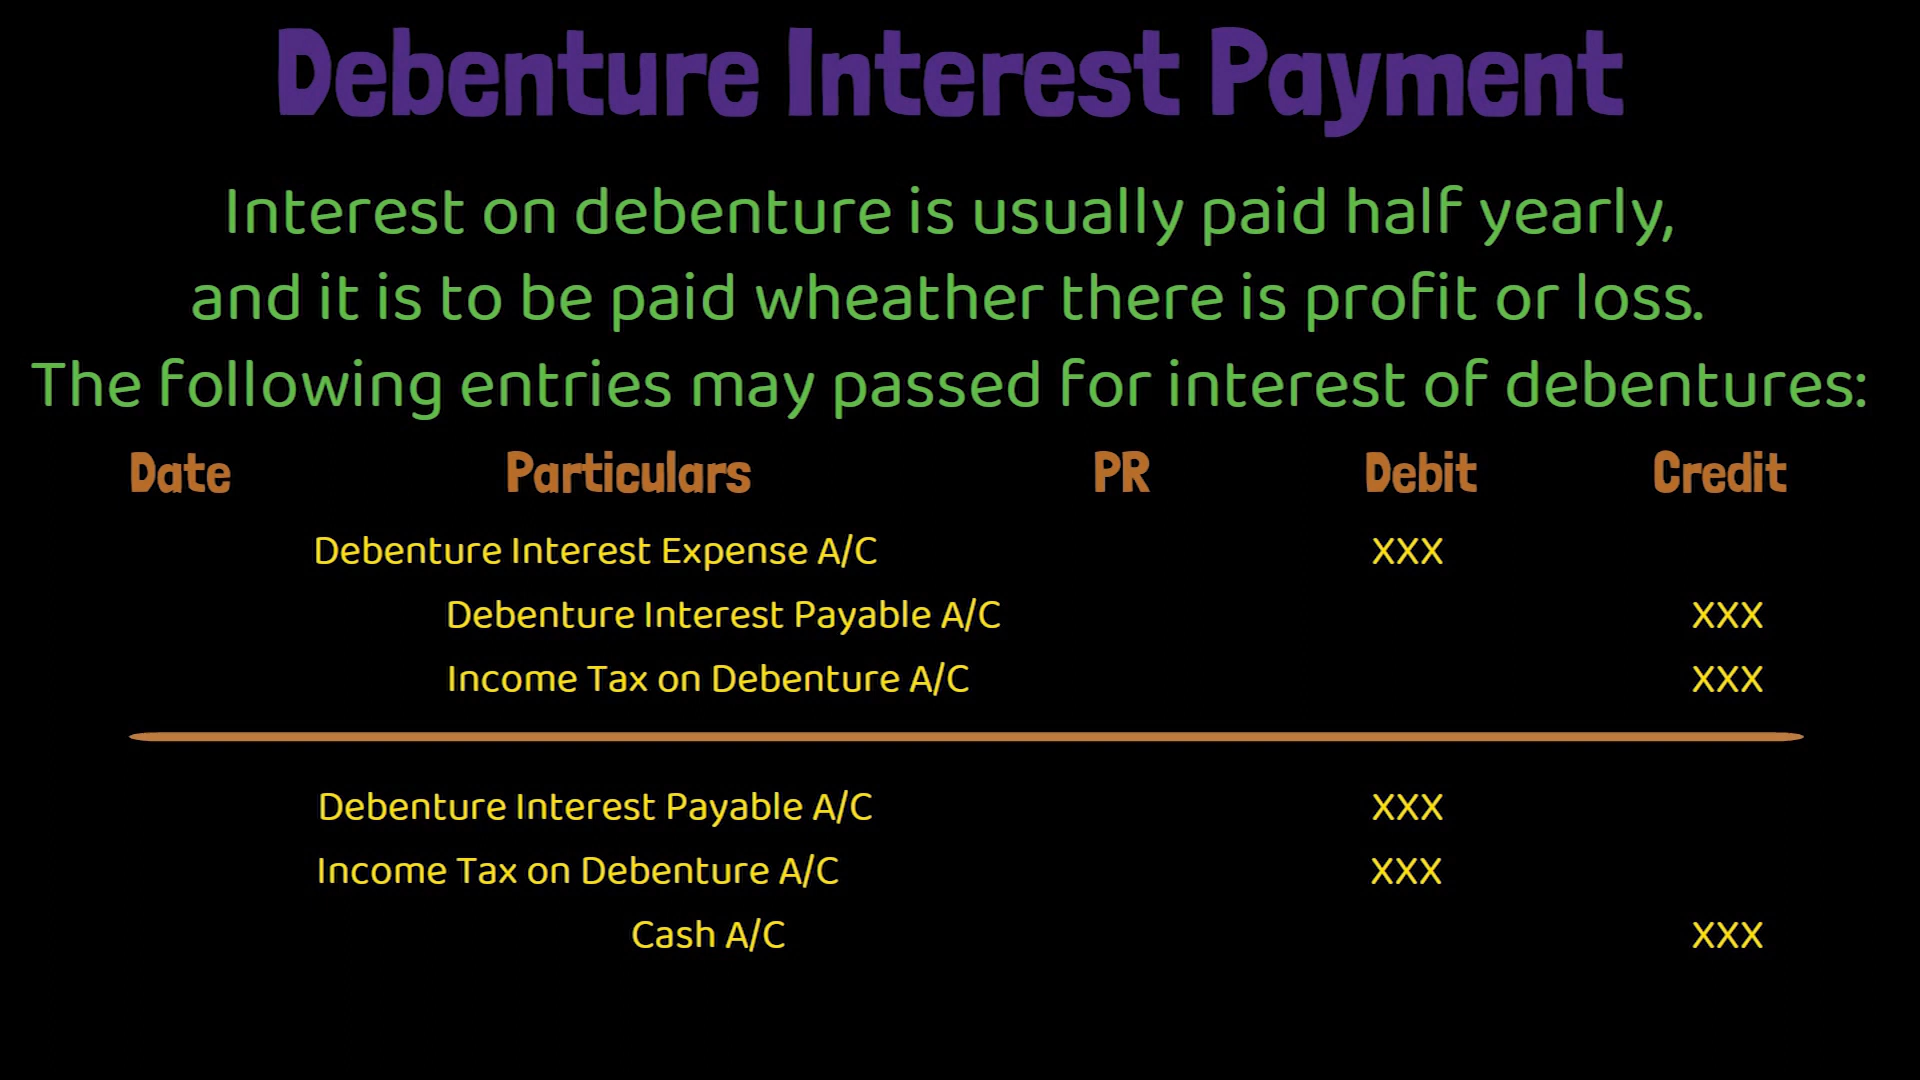 Debenture Interest Payment
Interest on debenture is usually paid half yearly,
and it is to be paid wheather there is profit or loss.
The following entries may passed for interest of debentures:
Date Particulars PR Debit Credit
Debenture Interest Expense A/C XXX
Debenture Interest Payable A/C XXX
Income Tax on Debenture A/C XXX
Debenture Interest Payable A/C XXX
Income Tax on Debenture A/C XXX
Cash A/C XXX